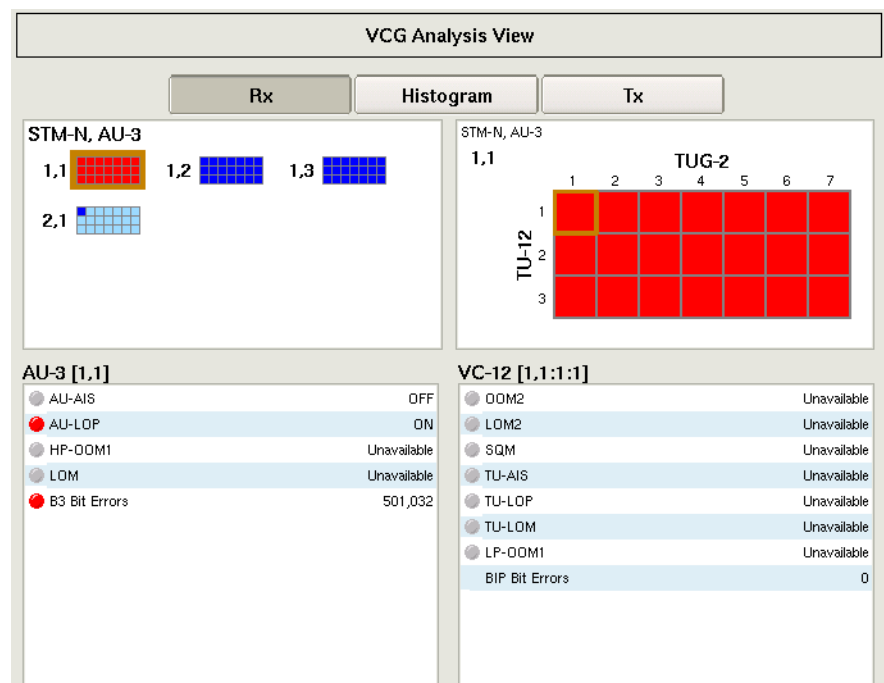 VCG Analysis View
Rx Histogram Tx
STM-N, AU-3
1,1 1,2 1,3
2,1
STM-N, AU-3
1,1 TUG-2
1 2 3 4 5 6 7
TU-12
1
2
3
AU-3 [1,1]
AU-AIS OFF
AU-LOP ON
HP-OOM1 Unavailable
LOM Unavailable
B3 Bit Errors 501,032
VC-12 [1,1:1:1]
OOM2 Unavailable
LOM2 Unavailable
SQM Unavailable
TU-AIS Unavailable
TU-LOP Unavailable
TU-LOM Unavailable
LP-OOM1 Unavailable
BIP Bit Errors 0